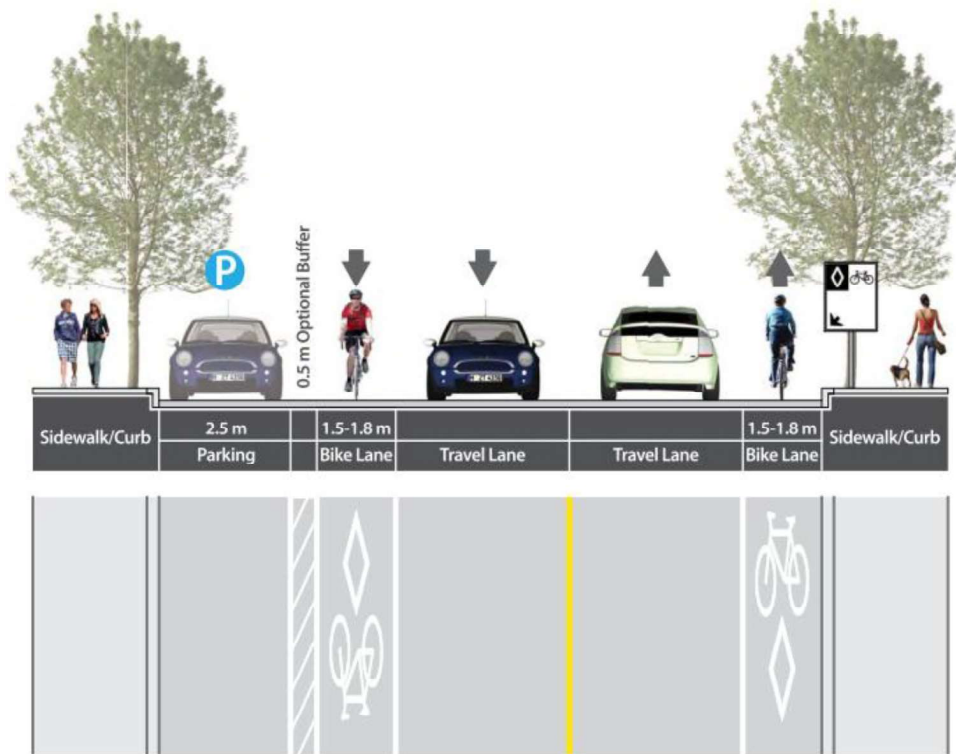 P
0.5 m Optional Buffer
Sidewalk/Curb
2.5 m
Parking
1.5-1.8 m
Bike Lane
Travel Lane
Travel Lane
1.5-1.8 m
Bike Lane
Sidewalk/Curb